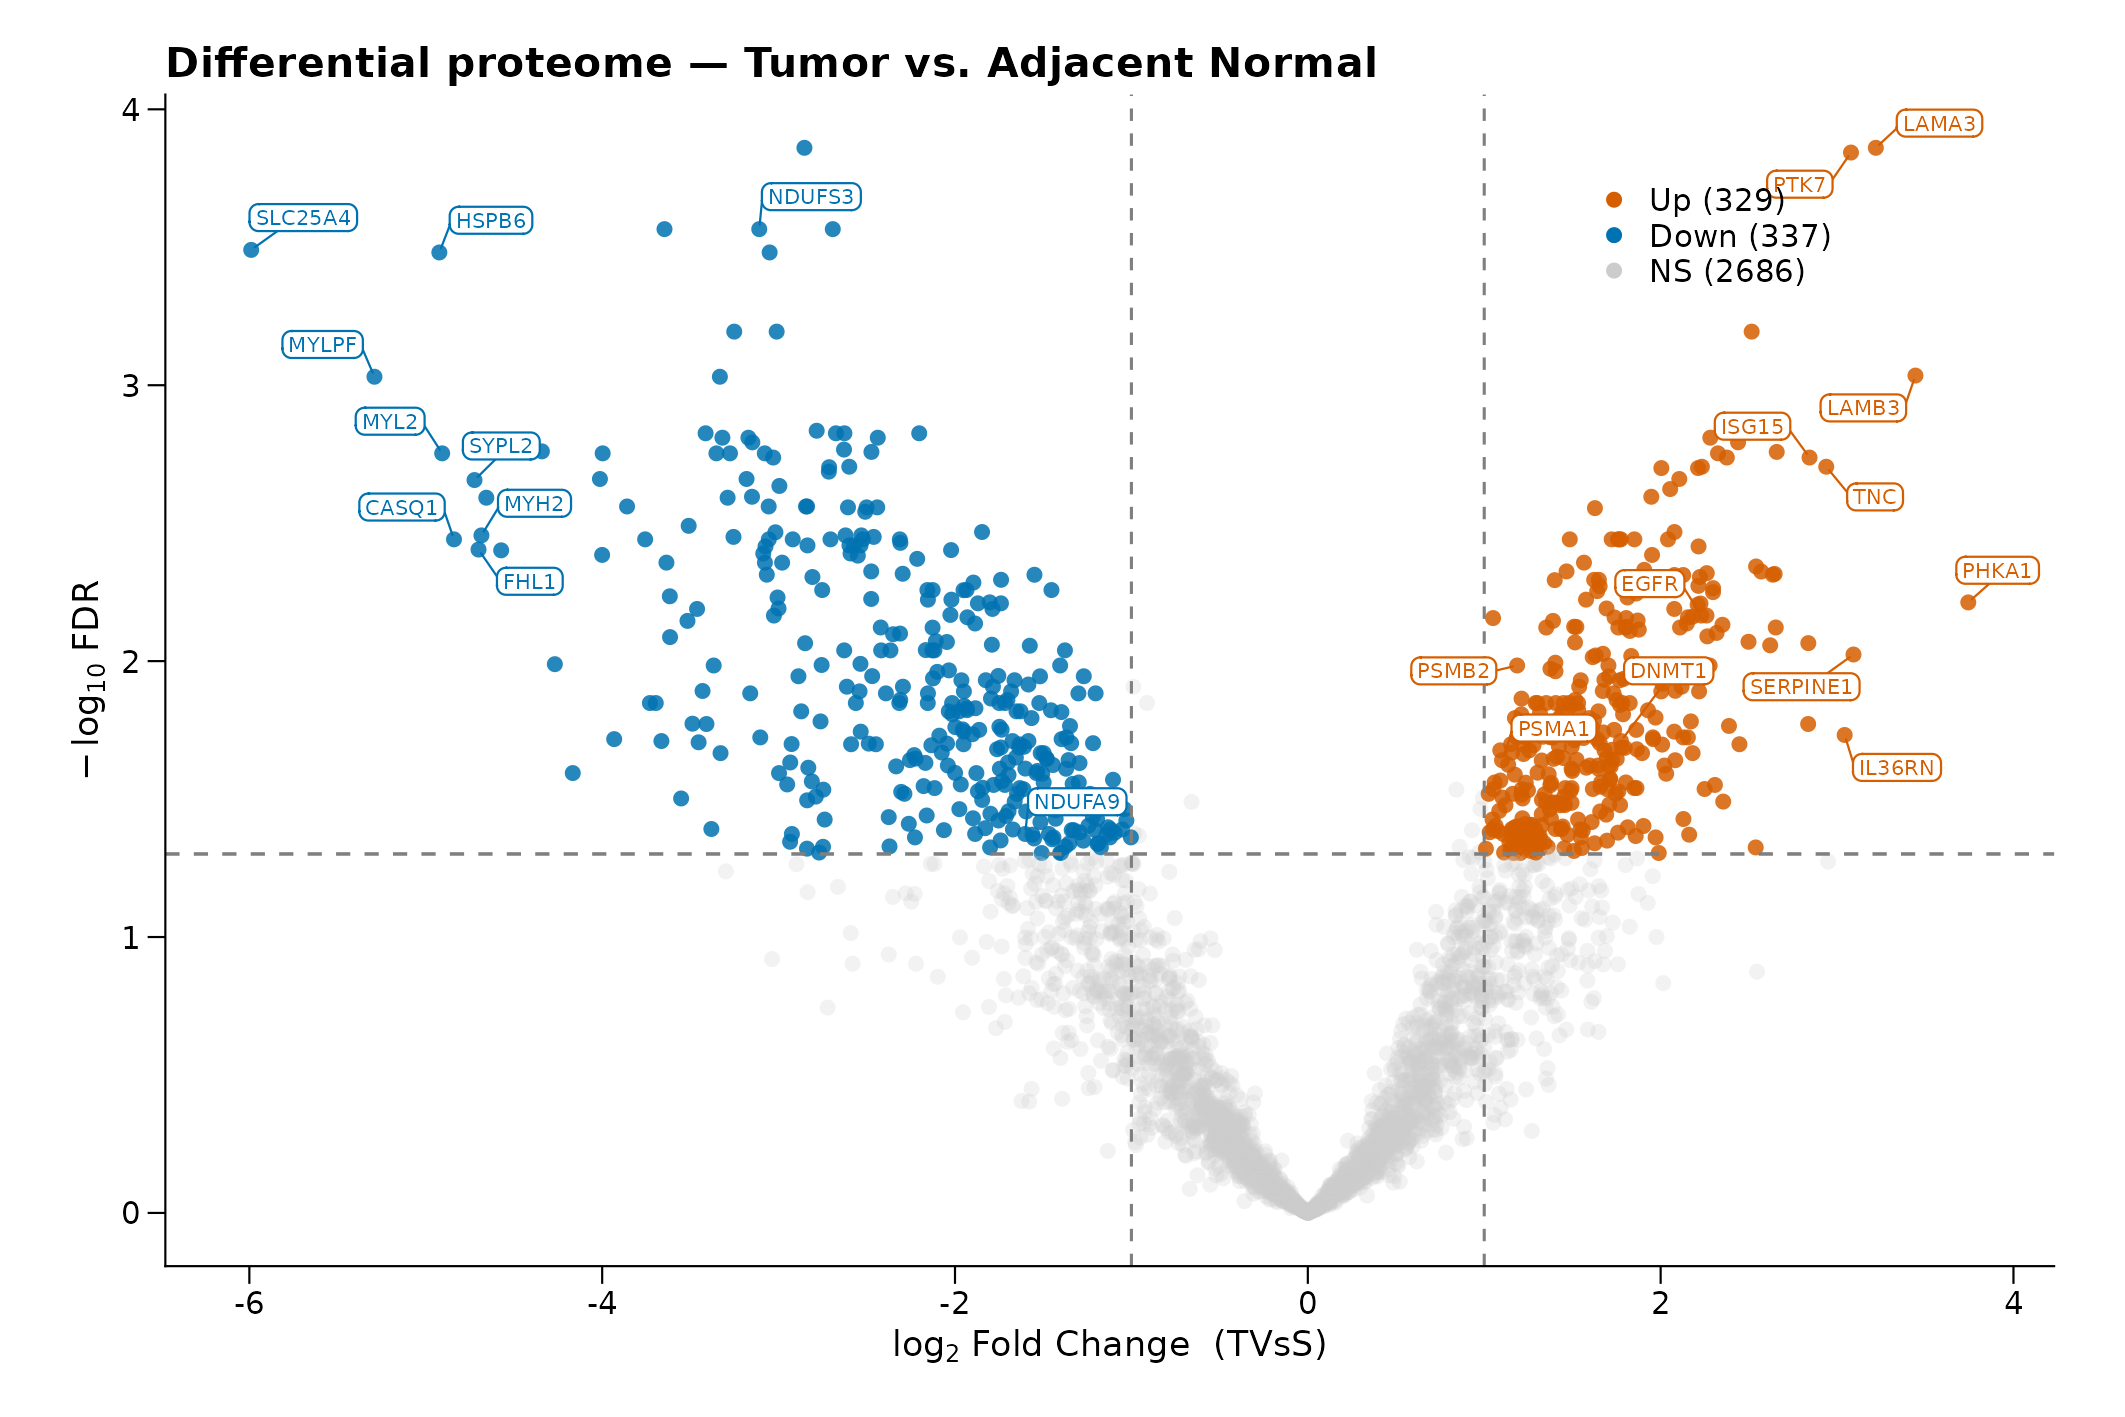 Differential proteome — Tumor vs. Adjacent Normal
4
LAMA3
PTK7
Up (329)
NDUFS3
SLC25A4
HSPB6
Down (337)
NS (2686)
MYLPF
3
LAMB3
MYL2
ISG15
SYPL2
TNC
MYH2
CASQ1
PHKA1
FHL1
EGFR
2
PSMB2
DNMT1
SERPINE1
PSMA1
IL36RN
NDUFA9
− log10 FDR
1
0
-6
-4
-2
0
2
4
log2 Fold Change (TVsS)